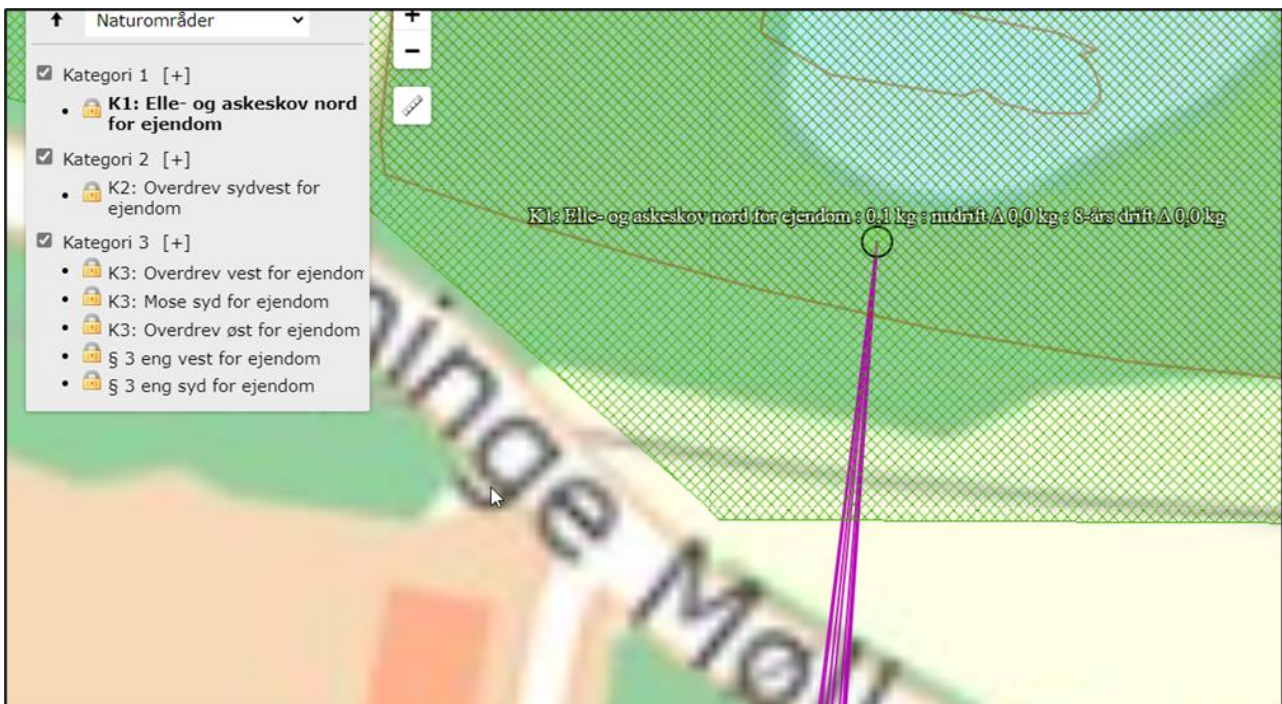 Naturområder
Kategori 1 [+]
K1: Elle- og askeskov nord
for ejendom
Kategori 2 [+]
K2: Overdrev sydvest for
ejendom
Kategori 3 [+]
K3: Overdrev vest for ejendom
K3: Mose syd for ejendom
K3: Overdrev øst for ejendom
§ 3 eng vest for ejendom
§ 3 eng syd for ejendom
+
−
K1: Elle- og askeskov nord for ejendom : 0,1 kg : nudrift Δ 0,0 kg : 8-års drift Δ 0,0 kg